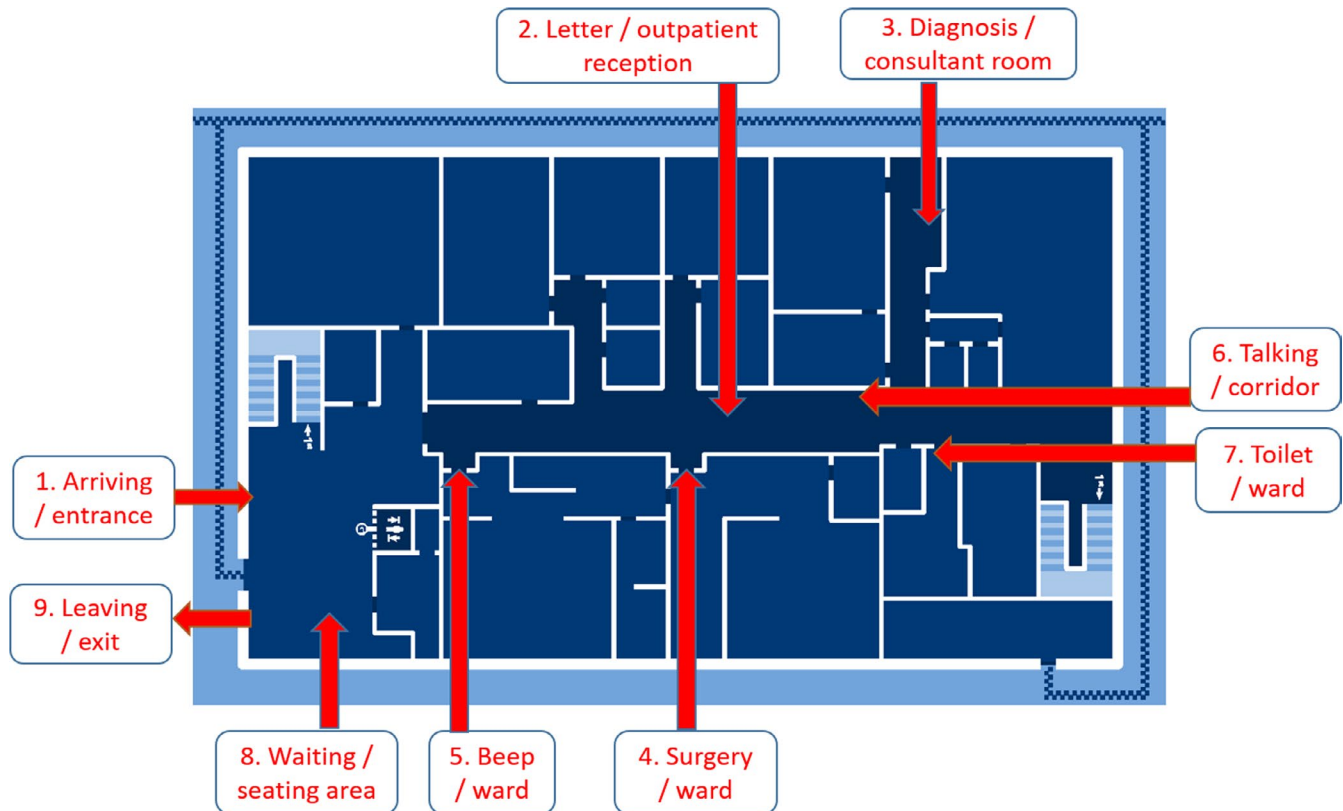 2. Letter / outpatient
reception
3. Diagnosis /
consultant room
6. Talking
/ corridor
7. Toilet
/ ward
1. Arriving
/ entrance
9. Leaving
/ exit
8. Waiting /
seating area
5. Beep
/ ward
4. Surgery
/ ward